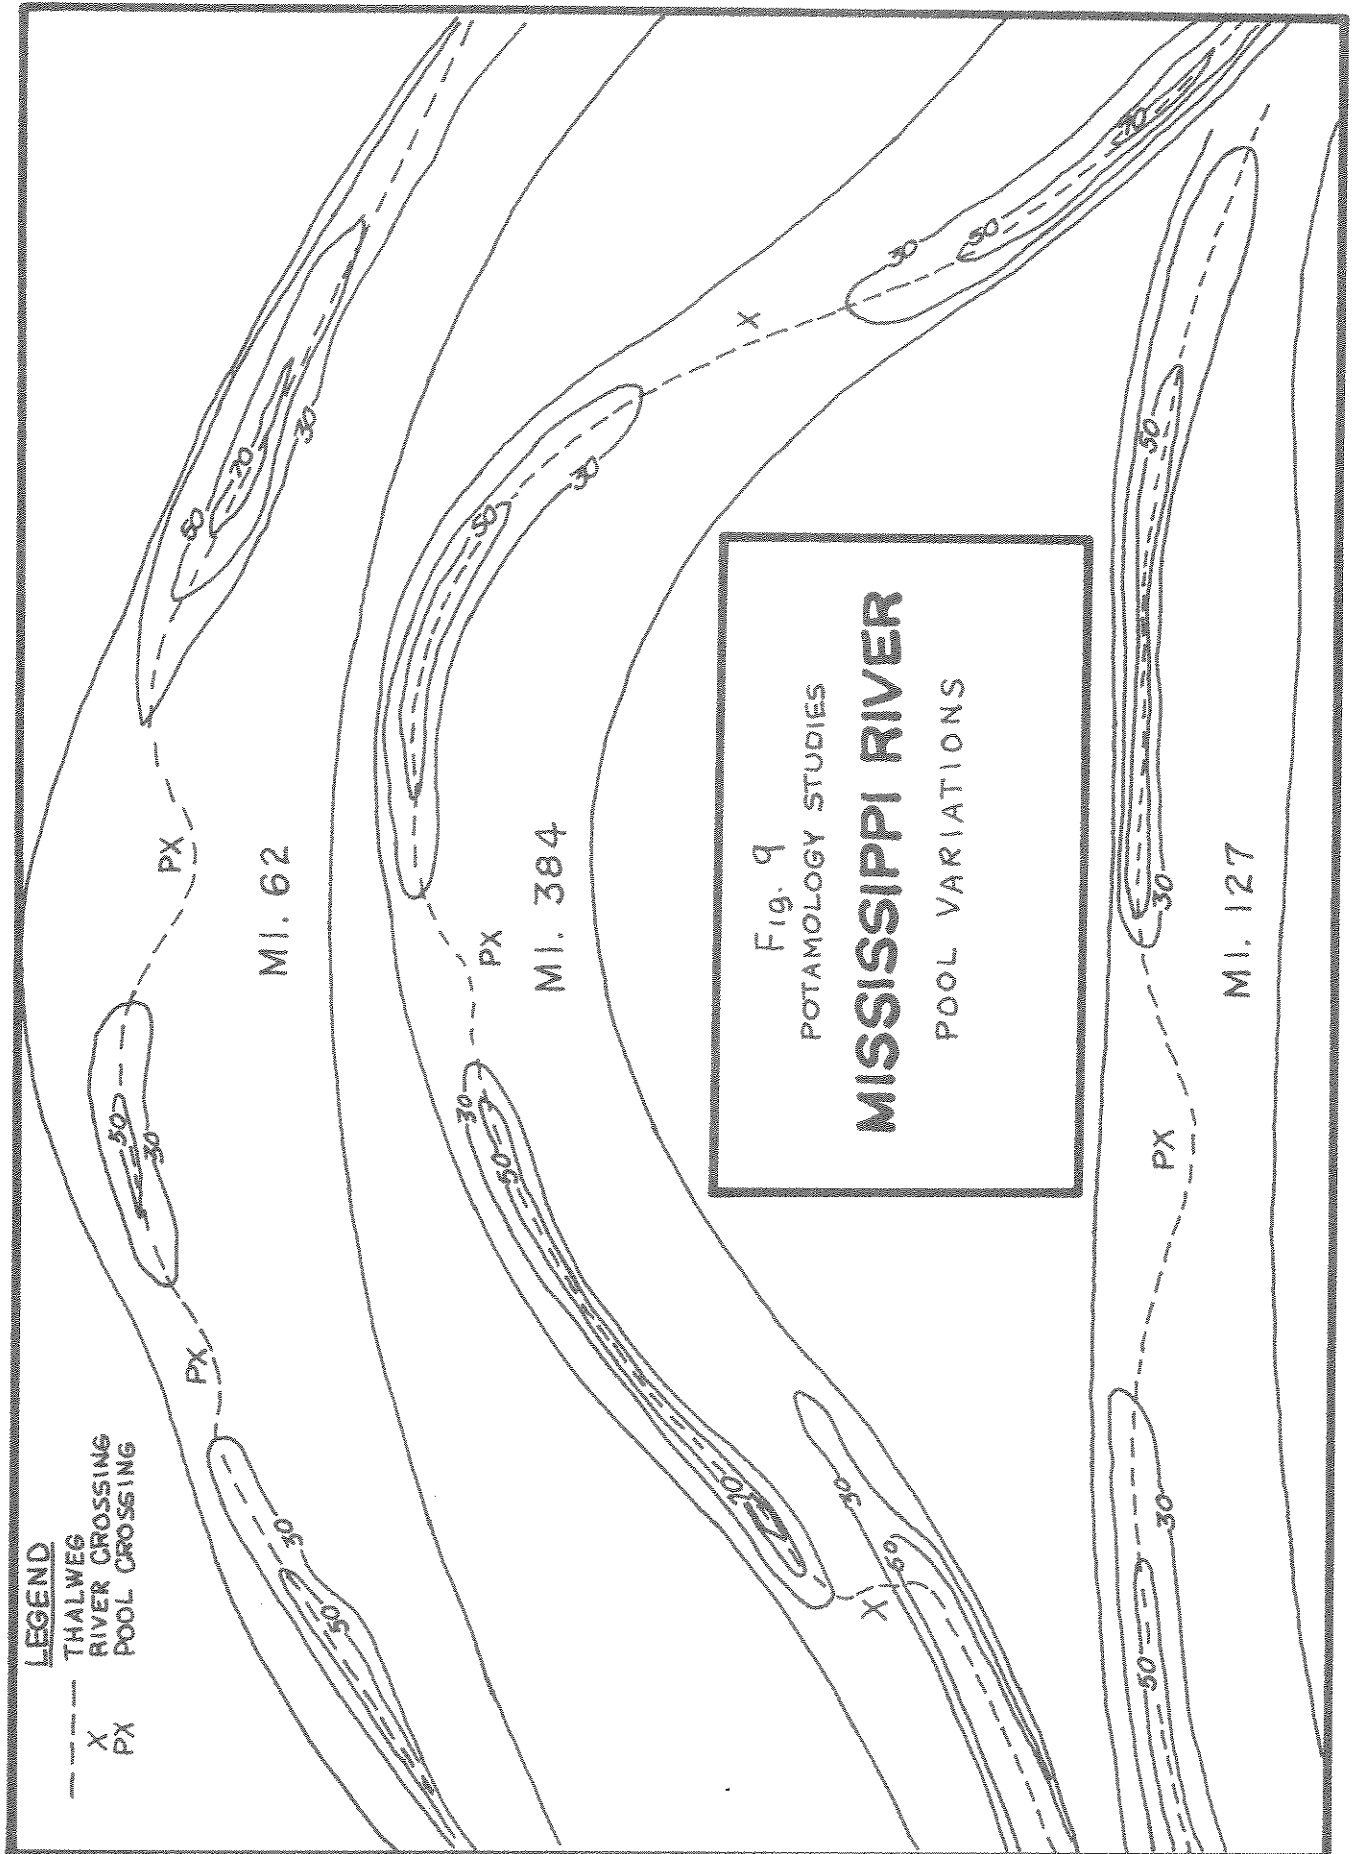 LEGEND
--- THALWEG
X RIVER CROSSING
PX POOL CROSSING
50
30
PX
50
30
PX
MI. 62
50
70
30
X
50
30
70
50
30
PX
MI. 384
50
30
X
30
50
70
50
30
PX
MI. 127
30
50
Fig. 9
POTAMOLOGY STUDIES
MISSISSIPPI RIVER
POOL VARIATIONS